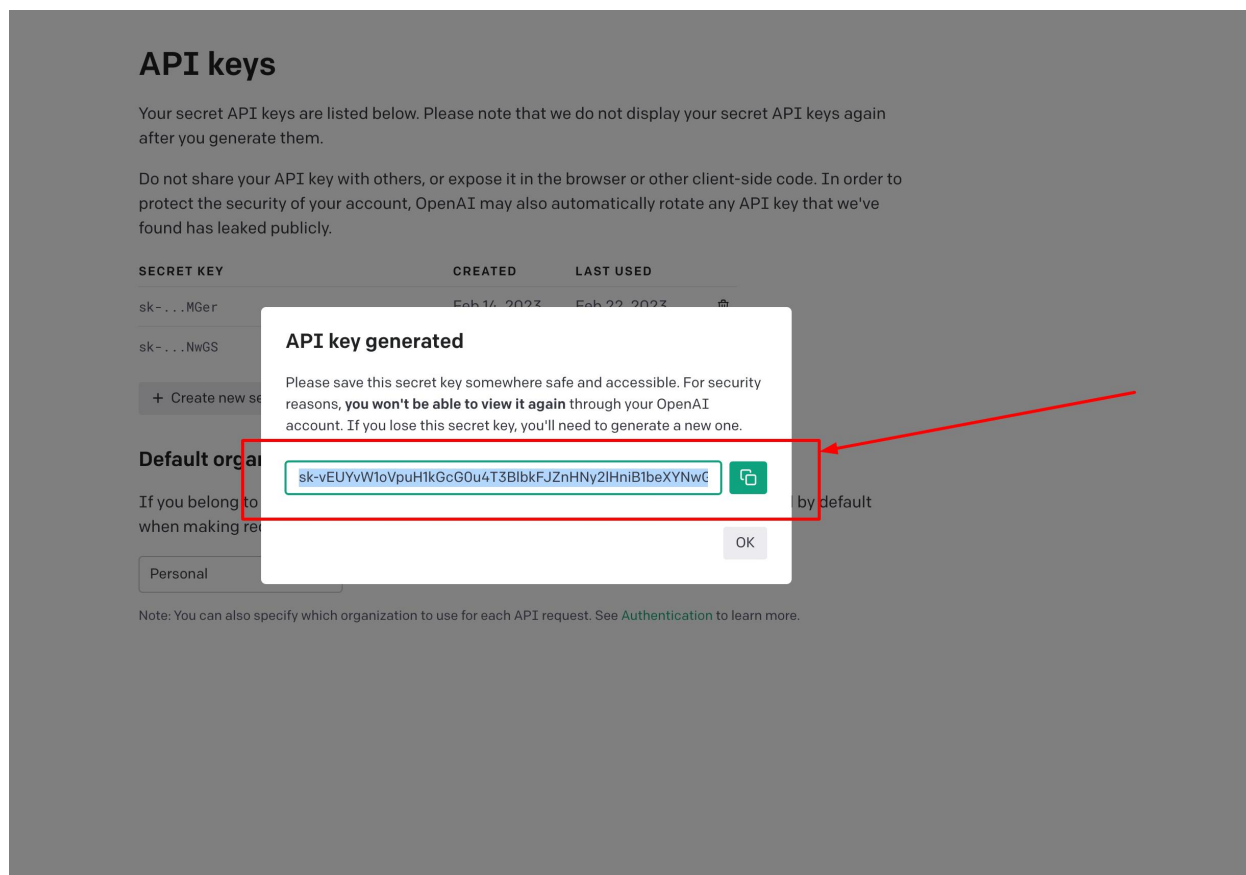 API keys
Your secret API keys are listed below. Please note that we do not display your secret API keys again
after you generate them.
Do not share your API key with others, or expose it in the browser or other client-side code. In order to
protect the security of your account, OpenAI may also automatically rotate any API key that we've
found has leaked publicly.
SECRET KEY CREATED LAST USED
sk-...MGer Feb 14, 2023 Feb 22, 2023
sk-...NwGS
+ Create new
API key generated
Please save this secret key somewhere safe and accessible. For security
reasons, you won't be able to view it again through your OpenAI
account. If you lose this secret key, you'll need to generate a new one.
OK
Default
If you belong to by default
when making
Personal
Note: You can also specify which organization to use for each API request. See Authentication to learn more.